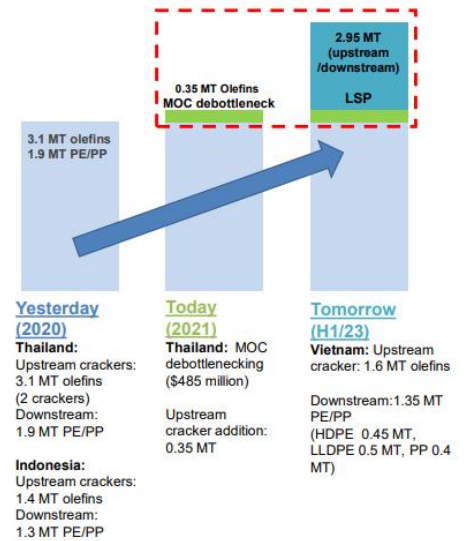 2.95 MT
(upstream
/downstream)
LSP
0.35 MT Olefins
MOC debottleneck
3.1 MT olefins
1.9 MT PE/PP
Yesterday
(2020)
Thailand:
Upstream crackers:
3.1 MT olefins
(2 crackers)
Downstream:
1.9 MT PE/PP
Indonesia:
Upstream crackers:
1.4 MT olefins
Downstream:
1.3 MT PE/PP
Today
(2021)
Thailand: MOC
debottlenecking
($485 million)
Upstream
cracker addition:
0.35 MT
Tomorrow
(H1/23)
Vietnam: Upstream
cracker: 1.6 MT olefins
Downstream:1.35 MT
PE/PP
(HDPE 0.45 MT,
LLDPE 0.5 MT, PP 0.4
MT)